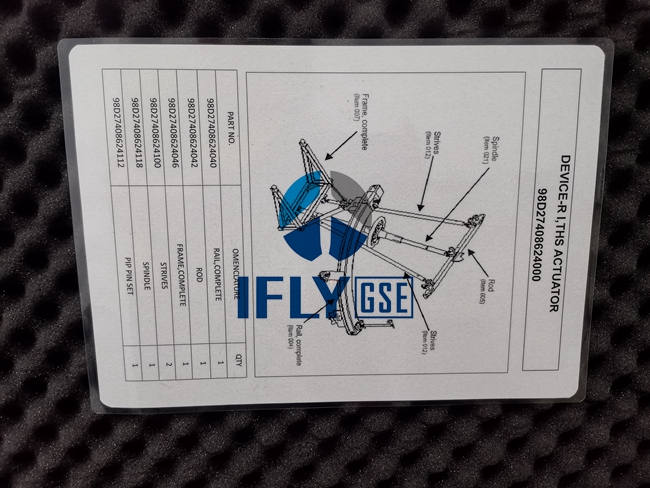 DEVICE-R I,THS ACTUATOR
98D27408624000
Spindle
(Item 021)
Strives
(Item 012)
Frame, complete
(Item 007)
Rod
(Item 005)
Strives
(Item 012)
Rail, complete
(Item 004)
IFLY GSE
PART NO. OMENCLATURE QTY
98D27408624040 RAIL,COMPLETE 1
98D27408624042 ROD 1
98D27408624046 FRAME,COMPLETE 1
98D27408624100 STRIVES 2
98D27408624118 SPINDLE 1
98D27408624112 PIP PIN SET 1